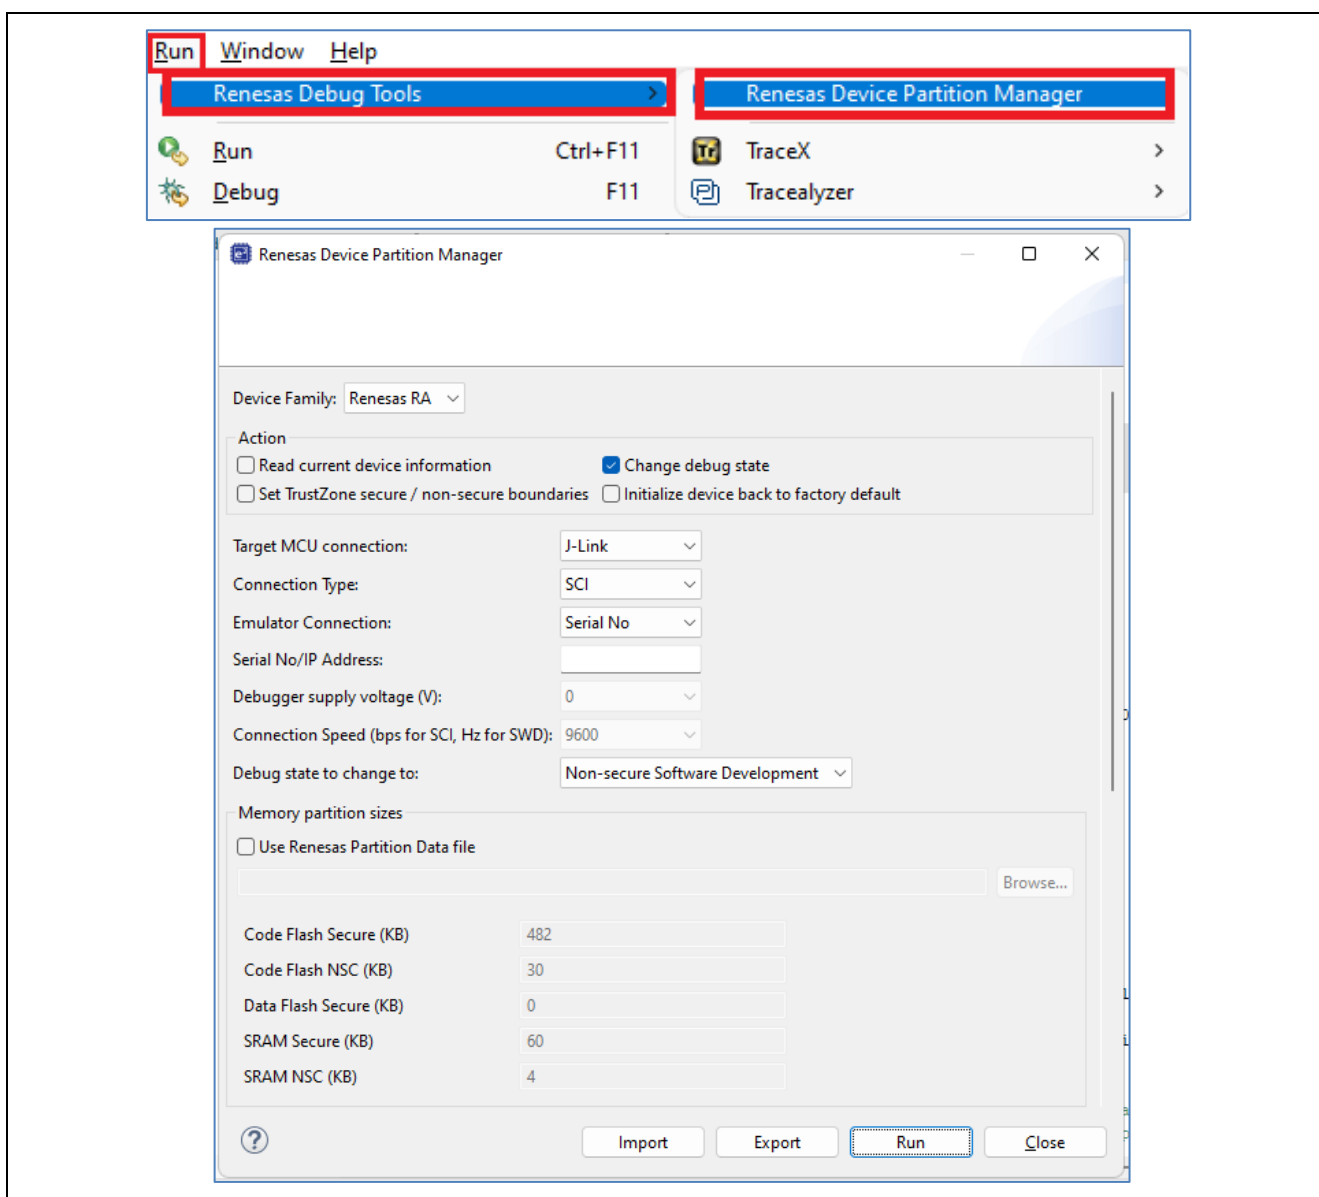 Run Window Help
Renesas Debug Tools > Renesas Device Partition Manager
Run Ctrl+F11 Tr TraceX >
Debug F11 Tracealyzer >
Renesas Device Partition Manager
Device Family: Renesas RA
Action
Read current device information Change debug state
Set TrustZone secure / non-secure boundaries Initialize device back to factory default
Target MCU connection: J-Link
Connection Type: SCI
Emulator Connection: Serial No
Serial No/IP Address:
Debugger supply voltage (V): 0
Connection Speed (bps for SCI, Hz for SWD): 9600
Debug state to change to: Non-secure Software Development
Memory partition sizes
Use Renesas Partition Data file
Browse...
Code Flash Secure (KB) 482
Code Flash NSC (KB) 30
Data Flash Secure (KB) 0
SRAM Secure (KB) 60
SRAM NSC (KB) 4
? Import Export Run Close